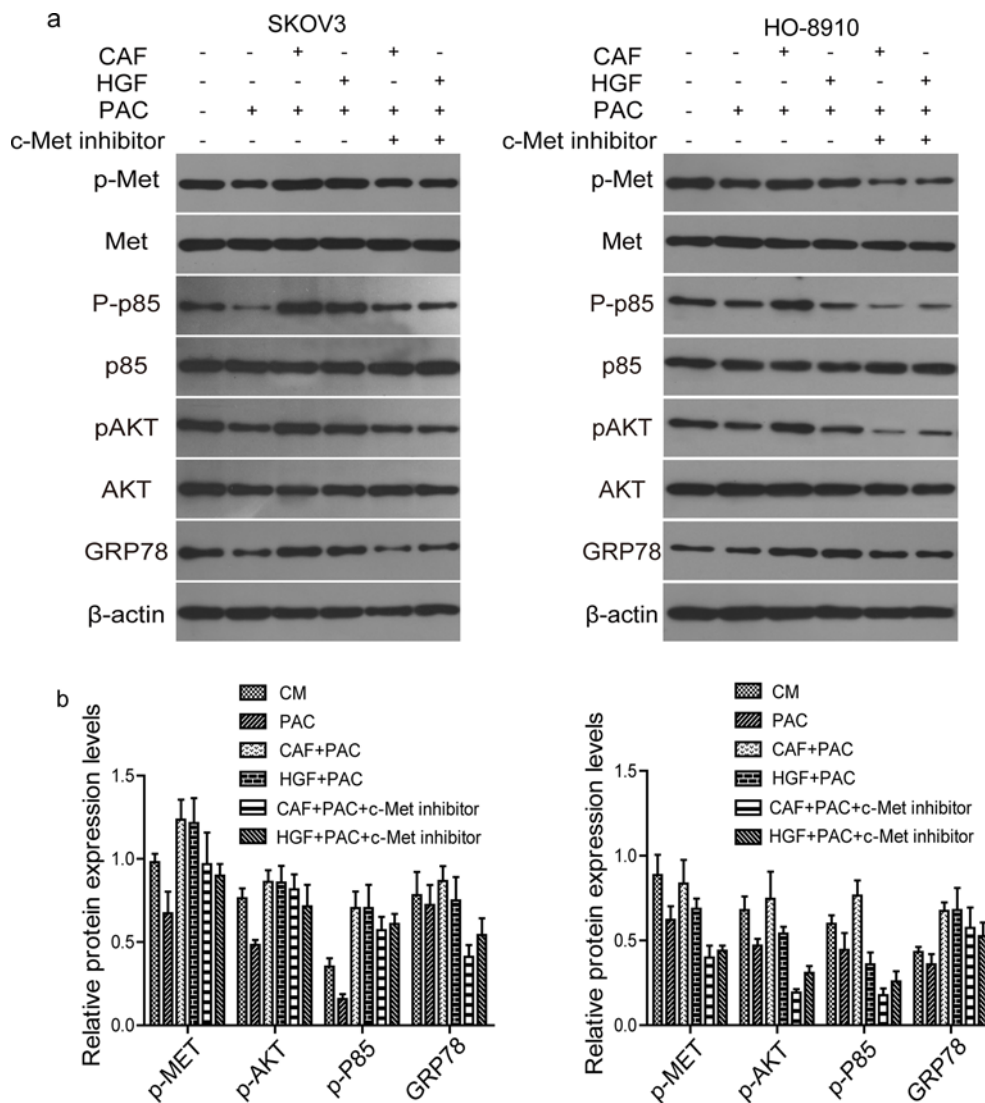 a
SKOV3
CAF - - + - + -
HGF - - - + - +
PAC - + + + + +
c-Met inhibitor - - - - + +
p-Met
Met
P-p85
p85
pAKT
AKT
GRP78
β-actin
HO-8910
CAF - - + - + -
HGF - - - + - +
PAC - + + + + +
c-Met inhibitor - - - - + +
p-Met
Met
P-p85
p85
pAKT
AKT
GRP78
β-actin
b
CM
PAC
CAF+PAC
HGF+PAC
CAF+PAC+c-Met inhibitor
HGF+PAC+c-Met inhibitor
Relative protein expression levels
1.5
1.0
0.5
0.0
p-MET
p-AKT
p-P85
GRP78
CM
PAC
CAF+PAC
HGF+PAC
CAF+PAC+c-Met inhibitor
HGF+PAC+c-Met inhibitor
Relative protein expression levels
1.5
1.0
0.5
0.0
p-MET
p-AKT
p-P85
GRP78